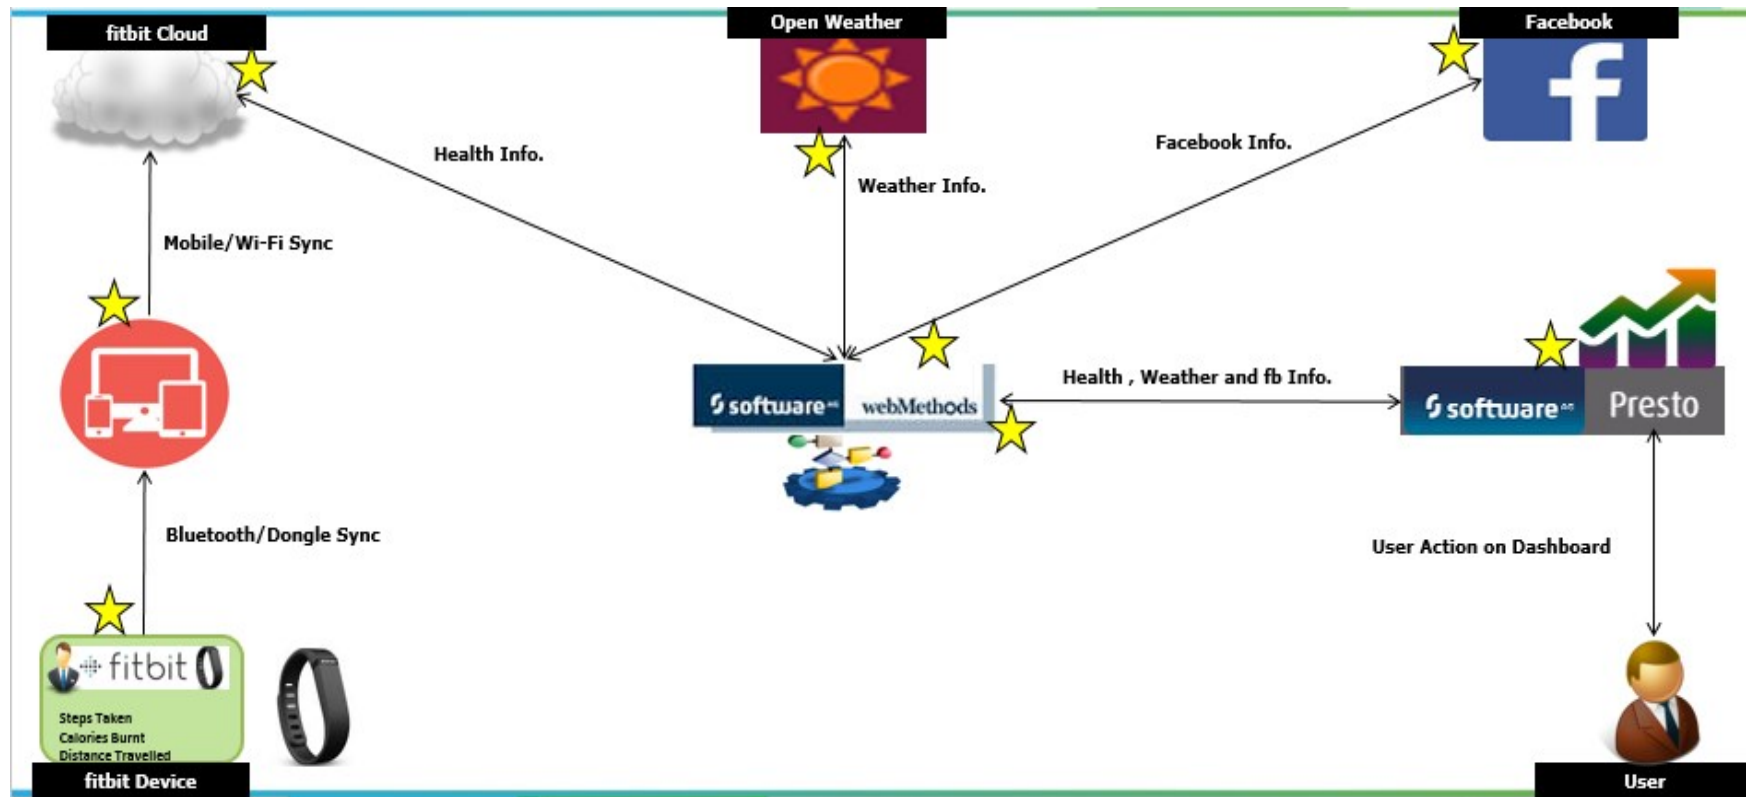 fitbit Cloud
Open Weather
Facebook
Health Info.
Weather Info.
Facebook Info.
Mobile/Wi-Fi Sync
software AG
webMethods
Health , Weather and fb Info.
software AG
Presto
Bluetooth/Dongle Sync
User Action on Dashboard
fitbit
Steps Taken
Calories Burnt
Distance Travelled
fitbit Device
User